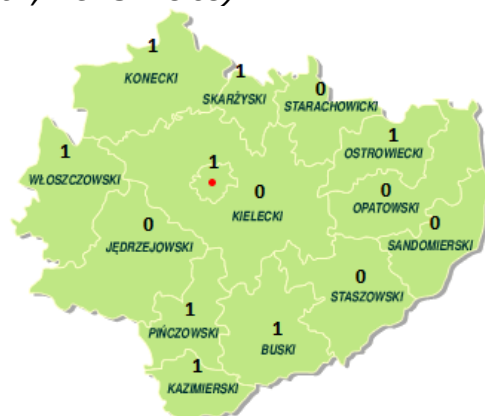 1
KONECKI
1
SKARŻYSKI
0
STARACHOWICKI
1
OSTROWIECKI
1
WŁOSZCZOWSKI
1
0
KIELECKI
0
OPATOWSKI
0
SANDOMIERSKI
0
JĘDRZEJOWSKI
0
STASZOWSKI
1
PIŃCZOWSKI
1
BUSKI
1
KAZIMIERSKI